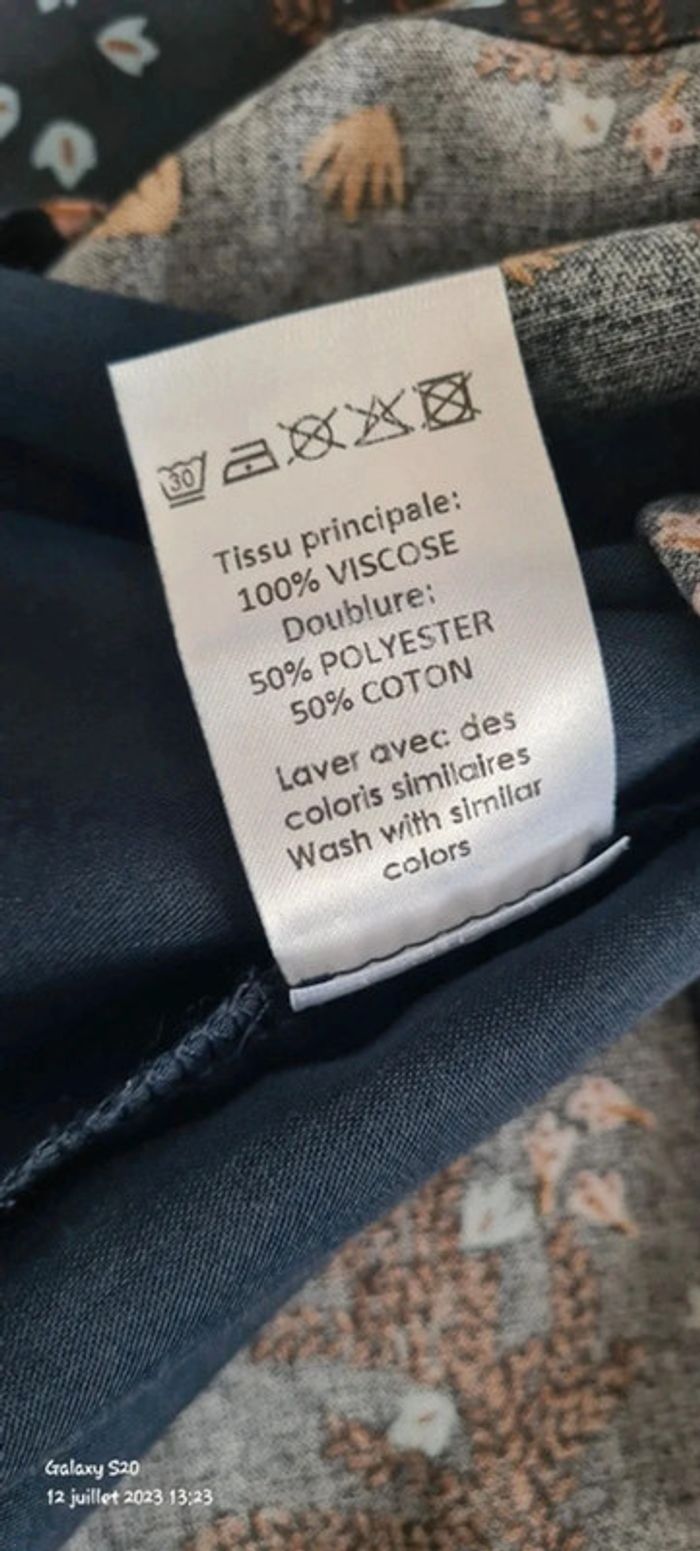 30
Tissu principale:
100% VISCOSE
Doublure:
50% POLYESTER
50% COTON
Laver avec des
coloris similaires
Wash with similar
colors
Galaxy S20
12 juillet 2023 13:23